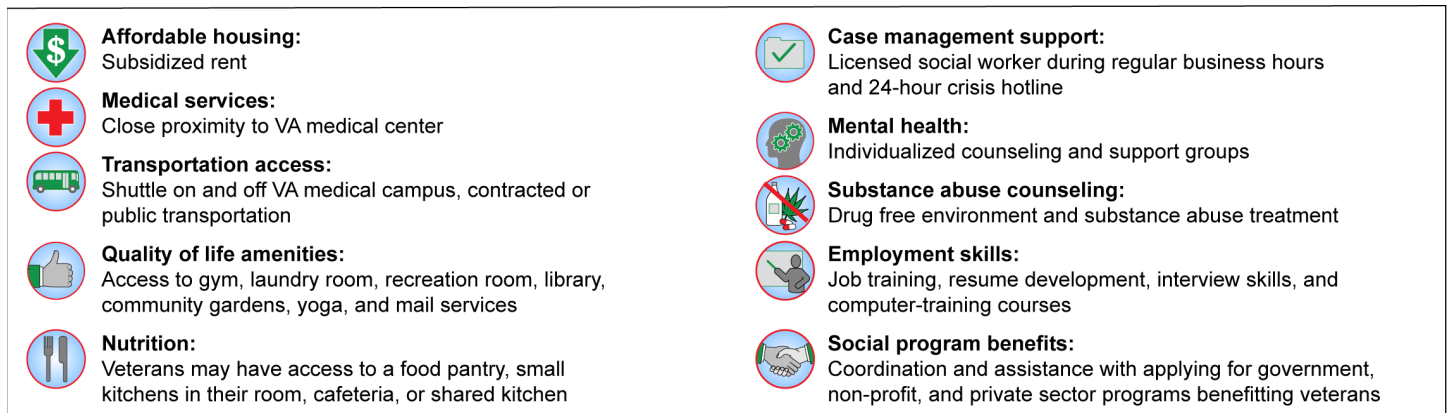 Affordable housing:
Subsidized rent
Medical services:
Close proximity to VA medical center
Transportation access:
Shuttle on and off VA medical campus, contracted or
public transportation
Quality of life amenities:
Access to gym, laundry room, recreation room, library,
community gardens, yoga, and mail services
Nutrition:
Veterans may have access to a food pantry, small
kitchens in their room, cafeteria, or shared kitchen
Case management support:
Licensed social worker during regular business hours
and 24-hour crisis hotline
Mental health:
Individualized counseling and support groups
Substance abuse counseling:
Drug free environment and substance abuse treatment
Employment skills:
Job training, resume development, interview skills, and
computer-training courses
Social program benefits:
Coordination and assistance with applying for government,
non-profit, and private sector programs benefitting veterans